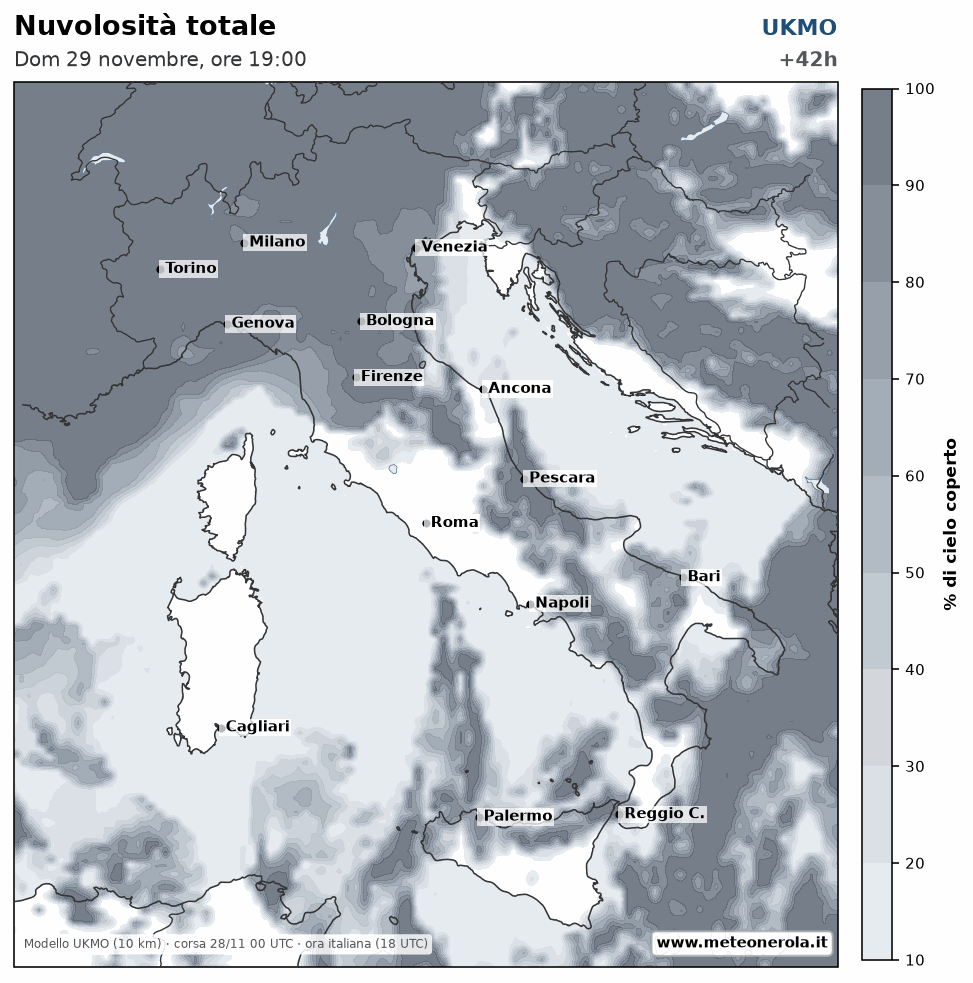 Nuvolosità totale
UKMO
Dom 29 novembre, ore 19:00
+42h
Milano
Venezia
Torino
Genova
Bologna
Firenze
Ancona
Pescara
Roma
Bari
Napoli
Cagliari
Palermo
Reggio C.
100
90
80
70
60
50
40
30
20
10
% di cielo coperto
Modello UKMO (10 km) · corsa 28/11 00 UTC · ora italiana (18 UTC)
www.meteonerola.it